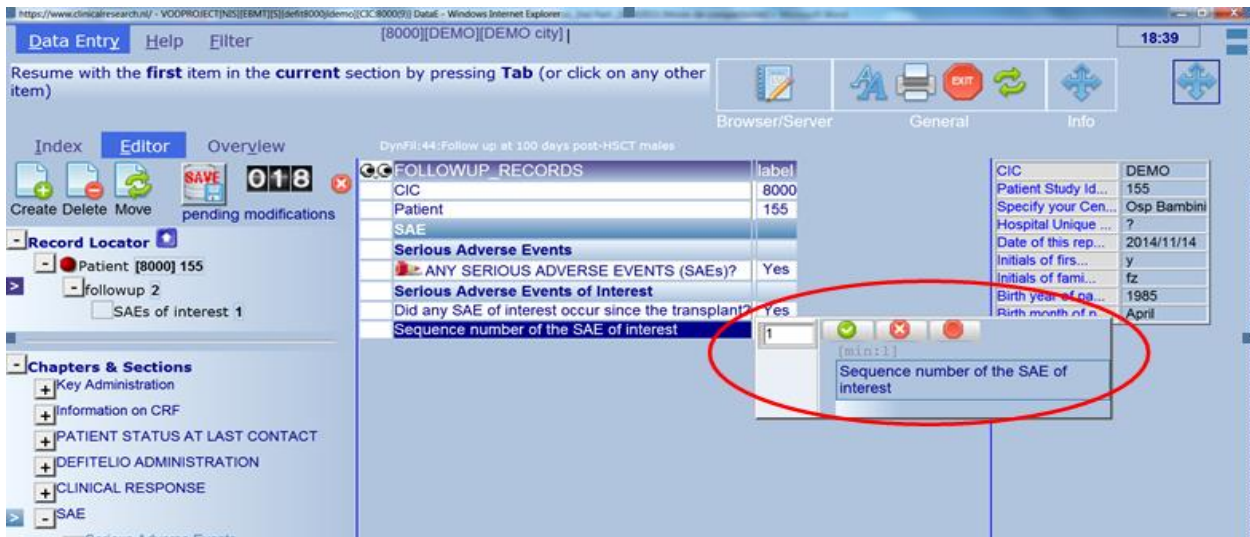 https://www.clinicalresearch.nl/ - VODPROJECT[NIS][EBMT][S][defit8000]idemo][CIC:8000(9)] DataE - Windows Internet Explorer
Data Entry Help Filter
[8000][DEMO][DEMO city]
18:39
Resume with the first item in the current section by pressing Tab (or click on any other
item)
EXIT
Browser/Server General Info
Index Editor Overview
DynFil:44:Follow up at 100 days post-HSCT males
SAVE 018
Create Delete Move pending modifications
Record Locator
Patient [8000] 155
followup 2
SAEs of interest 1
Chapters & Sections
Key Administration
Information on CRF
PATIENT STATUS AT LAST CONTACT
DEFITELIO ADMINISTRATION
CLINICAL RESPONSE
SAE
Serious Adverse Events
FOLLOWUP_RECORDS label
CIC 8000
Patient 155
SAE
Serious Adverse Events
ANY SERIOUS ADVERSE EVENTS (SAEs)? Yes
Serious Adverse Events of Interest
Did any SAE of interest occur since the transplant? Yes
Sequence number of the SAE of interest
1
[min:1]
Sequence number of the SAE of
interest
CIC DEMO
Patient Study Id... 155
Specify your Cen... Osp Bambini
Hospital Unique ... ?
Date of this rep... 2014/11/14
Initials of firs... y
Initials of fami... fz
Birth year of pa... 1985
Birth month of p... April